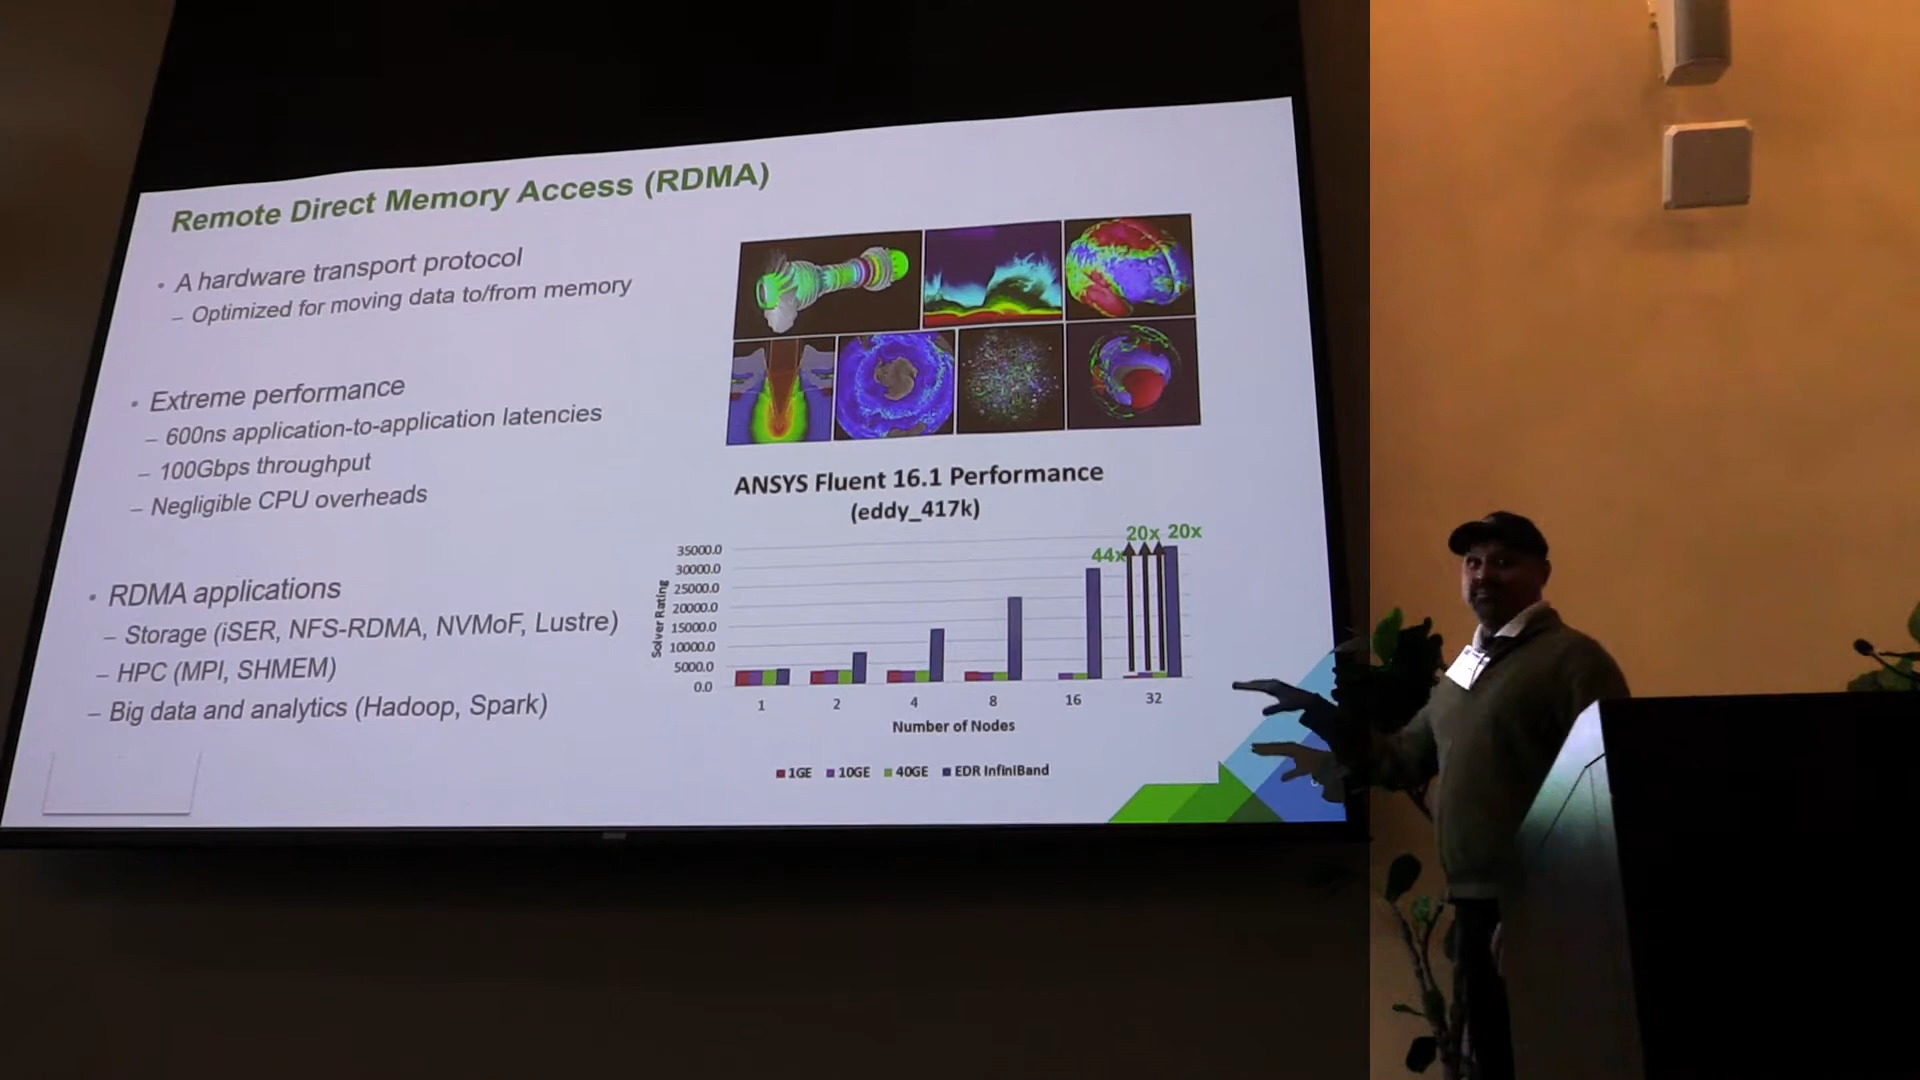 Remote Direct Memory Access (RDMA)
• A hardware transport protocol
– Optimized for moving data to/from memory
• Extreme performance
– 600ns application-to-application latencies
– 100Gbps throughput
– Negligible CPU overheads
• RDMA applications
– Storage (iSER, NFS-RDMA, NVMoF, Lustre)
– HPC (MPI, SHMEM)
– Big data and analytics (Hadoop, Spark)
ANSYS Fluent 16.1 Performance
(eddy_417k)
44x 20x 20x
Solver Rating
35000.0
30000.0
25000.0
20000.0
15000.0
10000.0
5000.0
0.0
1 2 4 8 16 32
Number of Nodes
1GE 10GE 40GE EDR InfiniBand